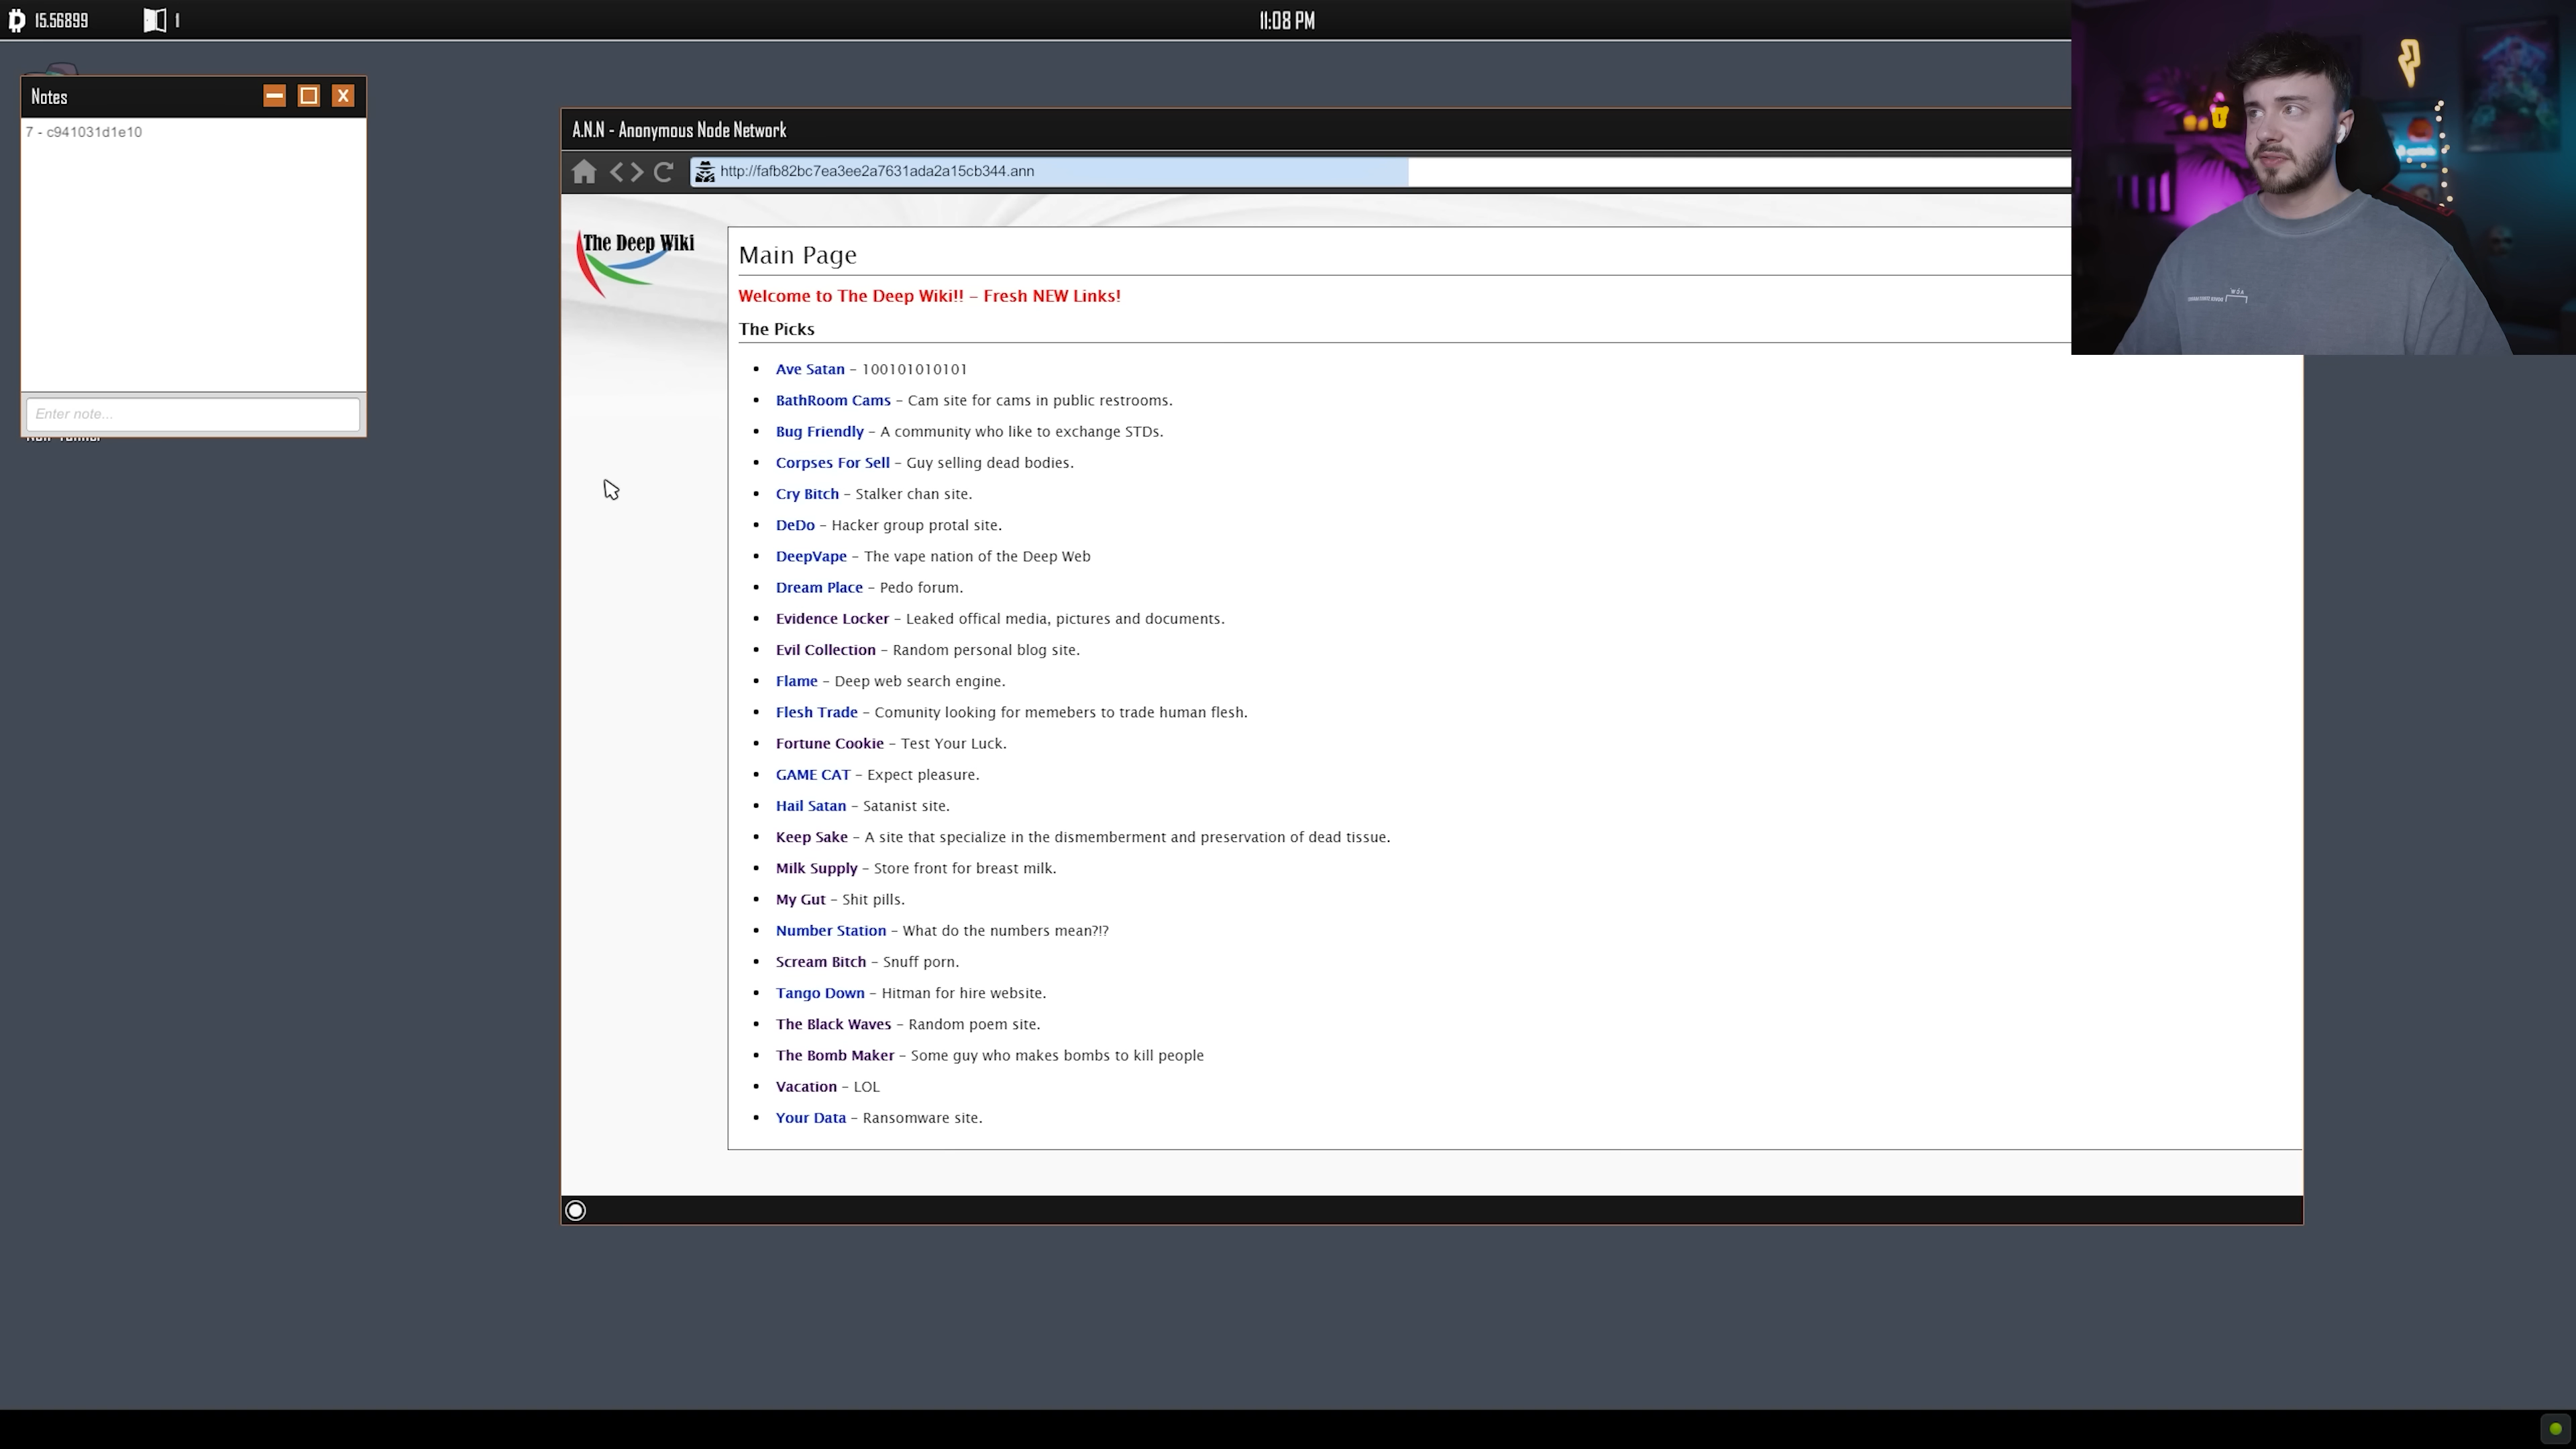 15.56899
1
11:08 PM
Notes
7 - c941031d1e10
Enter note...
A.N.N - Anonymous Node Network
http://fafb82bc7ea3ee2a7631ada2a15cb344.ann
The Deep Wiki
Main Page
Welcome to The Deep Wiki!! – Fresh NEW Links!
The Picks
Ave Satan – 100101010101
BathRoom Cams – Cam site for cams in public restrooms.
Bug Friendly – A community who like to exchange STDs.
Corpses For Sell – Guy selling dead bodies.
Cry Bitch – Stalker chan site.
DeDo – Hacker group protal site.
DeepVape – The vape nation of the Deep Web
Dream Place – Pedo forum.
Evidence Locker – Leaked offical media, pictures and documents.
Evil Collection – Random personal blog site.
Flame – Deep web search engine.
Flesh Trade – Comunity looking for memebers to trade human flesh.
Fortune Cookie – Test Your Luck.
GAME CAT – Expect pleasure.
Hail Satan – Satanist site.
Keep Sake – A site that specialize in the dismemberment and preservation of dead tissue.
Milk Supply – Store front for breast milk.
My Gut – Shit pills.
Number Station – What do the numbers mean?!?
Scream Bitch – Snuff porn.
Tango Down – Hitman for hire website.
The Black Waves – Random poem site.
The Bomb Maker – Some guy who makes bombs to kill people
Vacation – LOL
Your Data – Ransomware site.